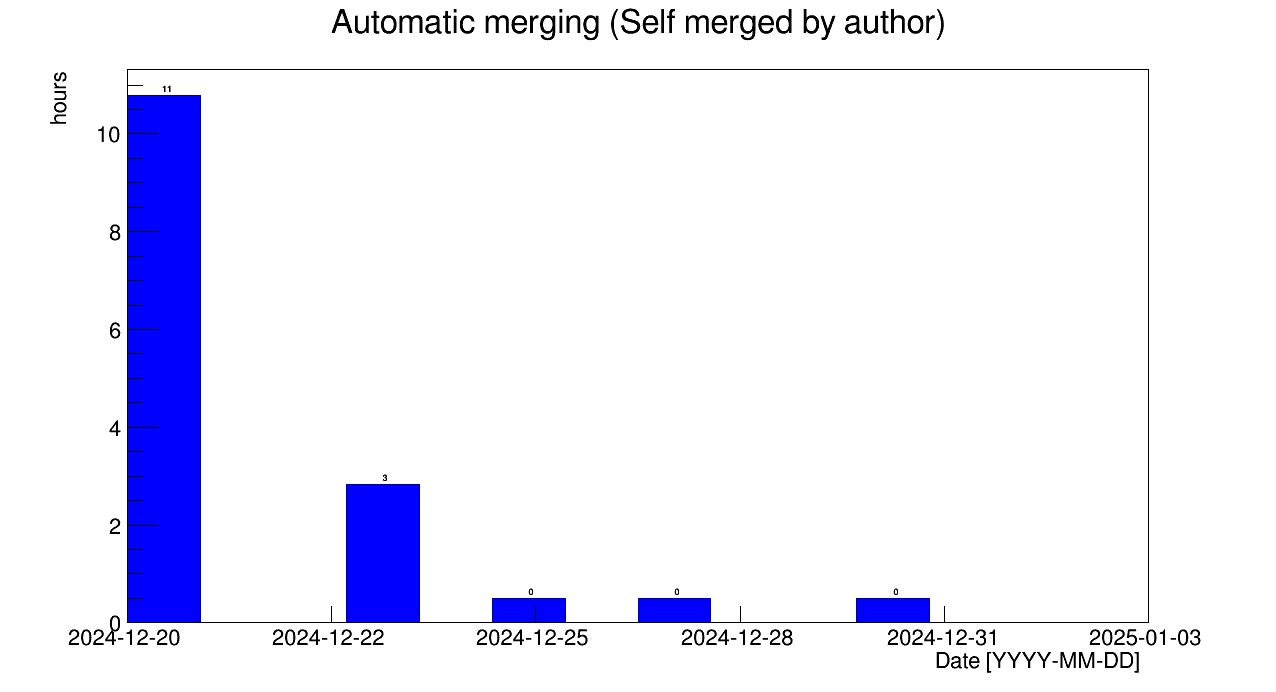 Automatic merging (Self merged by author)
hours
11
10
8
6
4
3
2
0 0 0
0
2024-12-20 2024-12-22 2024-12-25 2024-12-28 2024-12-31 2025-01-03
Date [YYYY-MM-DD]